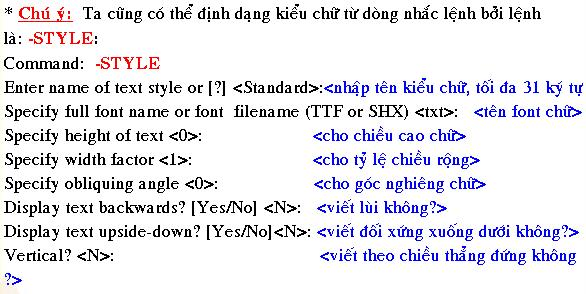 * Chú ý: Ta cũng có thể định dạng kiểu chữ từ dòng nhắc lệnh bởi lệnh
là: -STYLE:
Command: -STYLE
Enter name of text style or [?] <Standard>:<nhập tên kiểu chữ, tối đa 31 ký tự
Specify full font name or font filename (TTF or SHX) <txt>: <tên font chữ>
Specify height of text <0>: <cho chiều cao chữ>
Specify width factor <1>: <cho tỷ lệ chiều rộng>
Specify obliquing angle <0>: <cho góc nghiêng chữ>
Display text backwards? [Yes/No] <N>: <viết lùi không?>
Display text upside-down? [Yes/No]<N>: <viết đối xứng xuống dưới không?>
Vertical? <N>: <viết theo chiều thẳng đứng không
?>